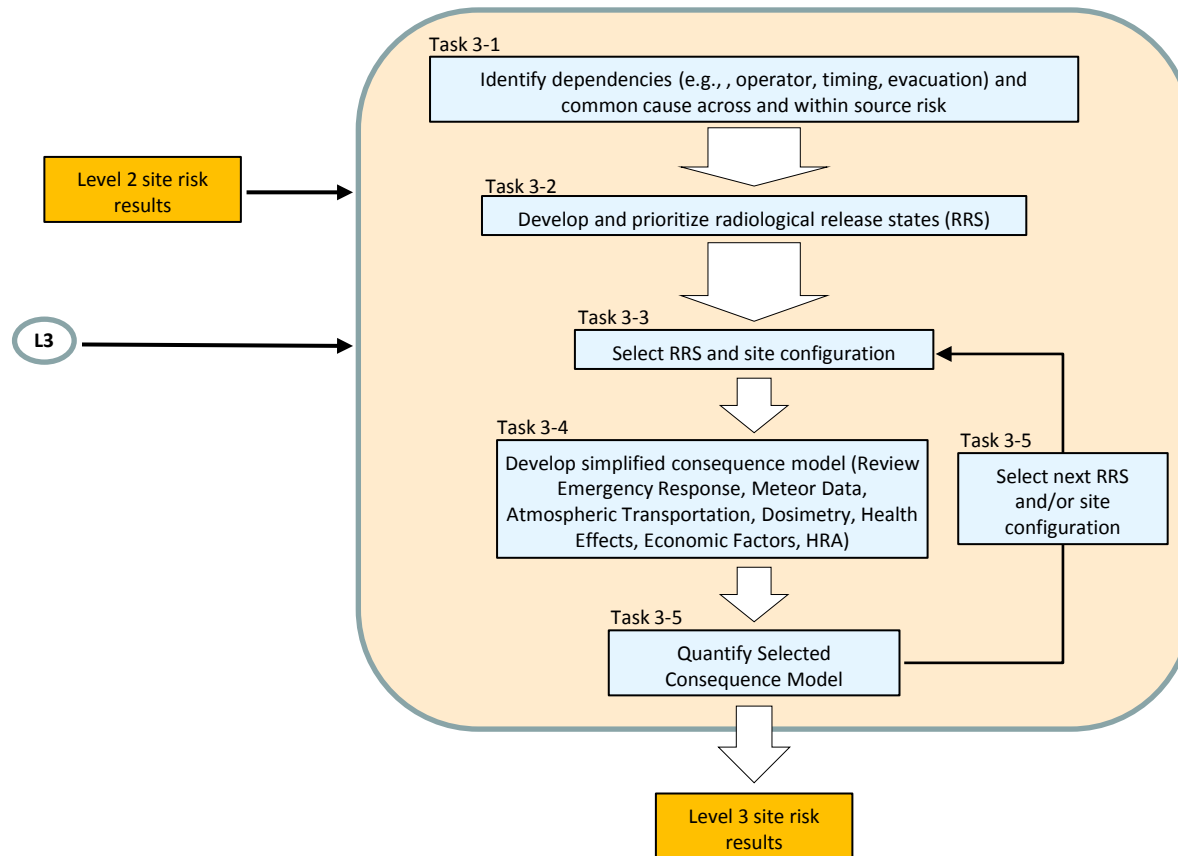 Task 3-1
Identify dependencies (e.g., , operator, timing, evacuation) and
common cause across and within source risk
Level 2 site risk
results
Task 3-2
Develop and prioritize radiological release states (RRS)
L3
Task 3-3
Select RRS and site configuration
Task 3-4
Develop simplified consequence model (Review
Emergency Response, Meteor Data,
Atmospheric Transportation, Dosimetry, Health
Effects, Economic Factors, HRA)
Task 3-5
Select next RRS
and/or site
configuration
Task 3-5
Quantify Selected
Consequence Model
Level 3 site risk
results